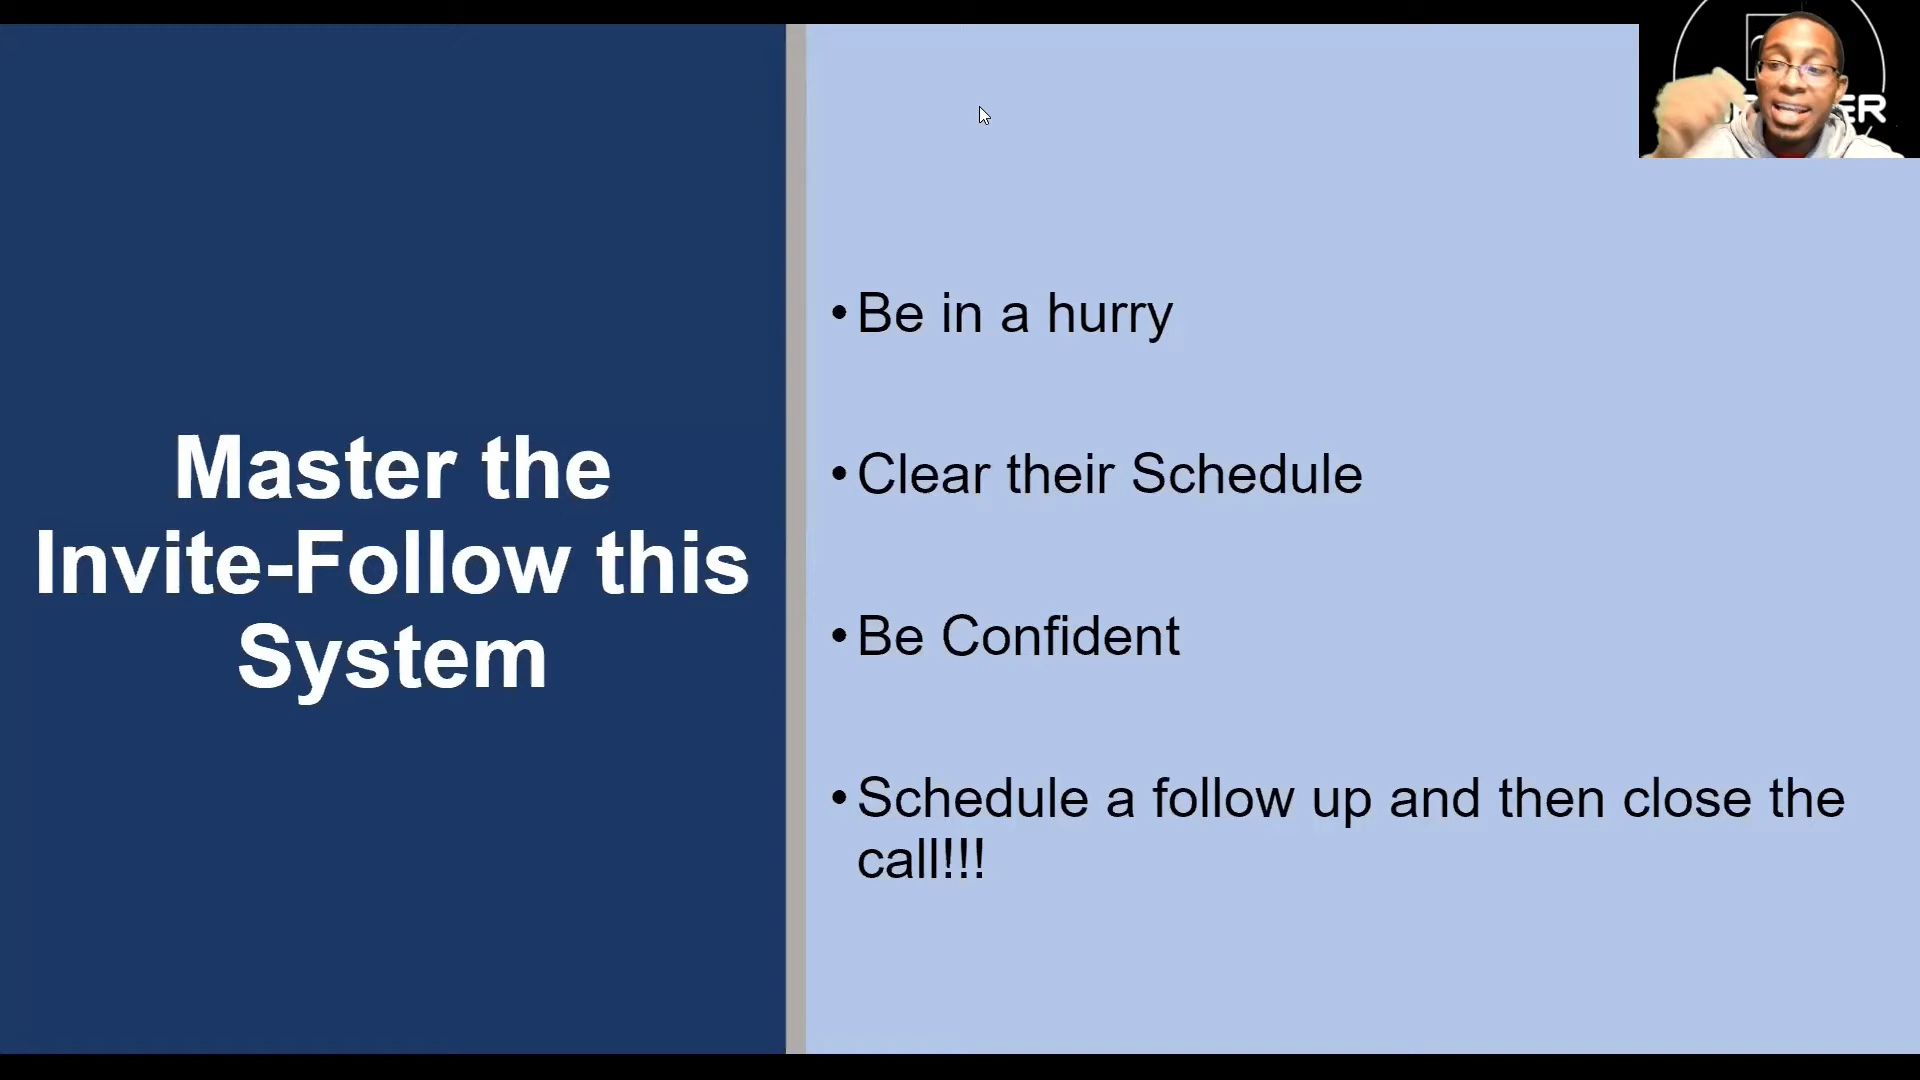 Master the
Invite-Follow this
System
• Be in a hurry
• Clear their Schedule
• Be Confident
• Schedule a follow up and then close the
call!!!